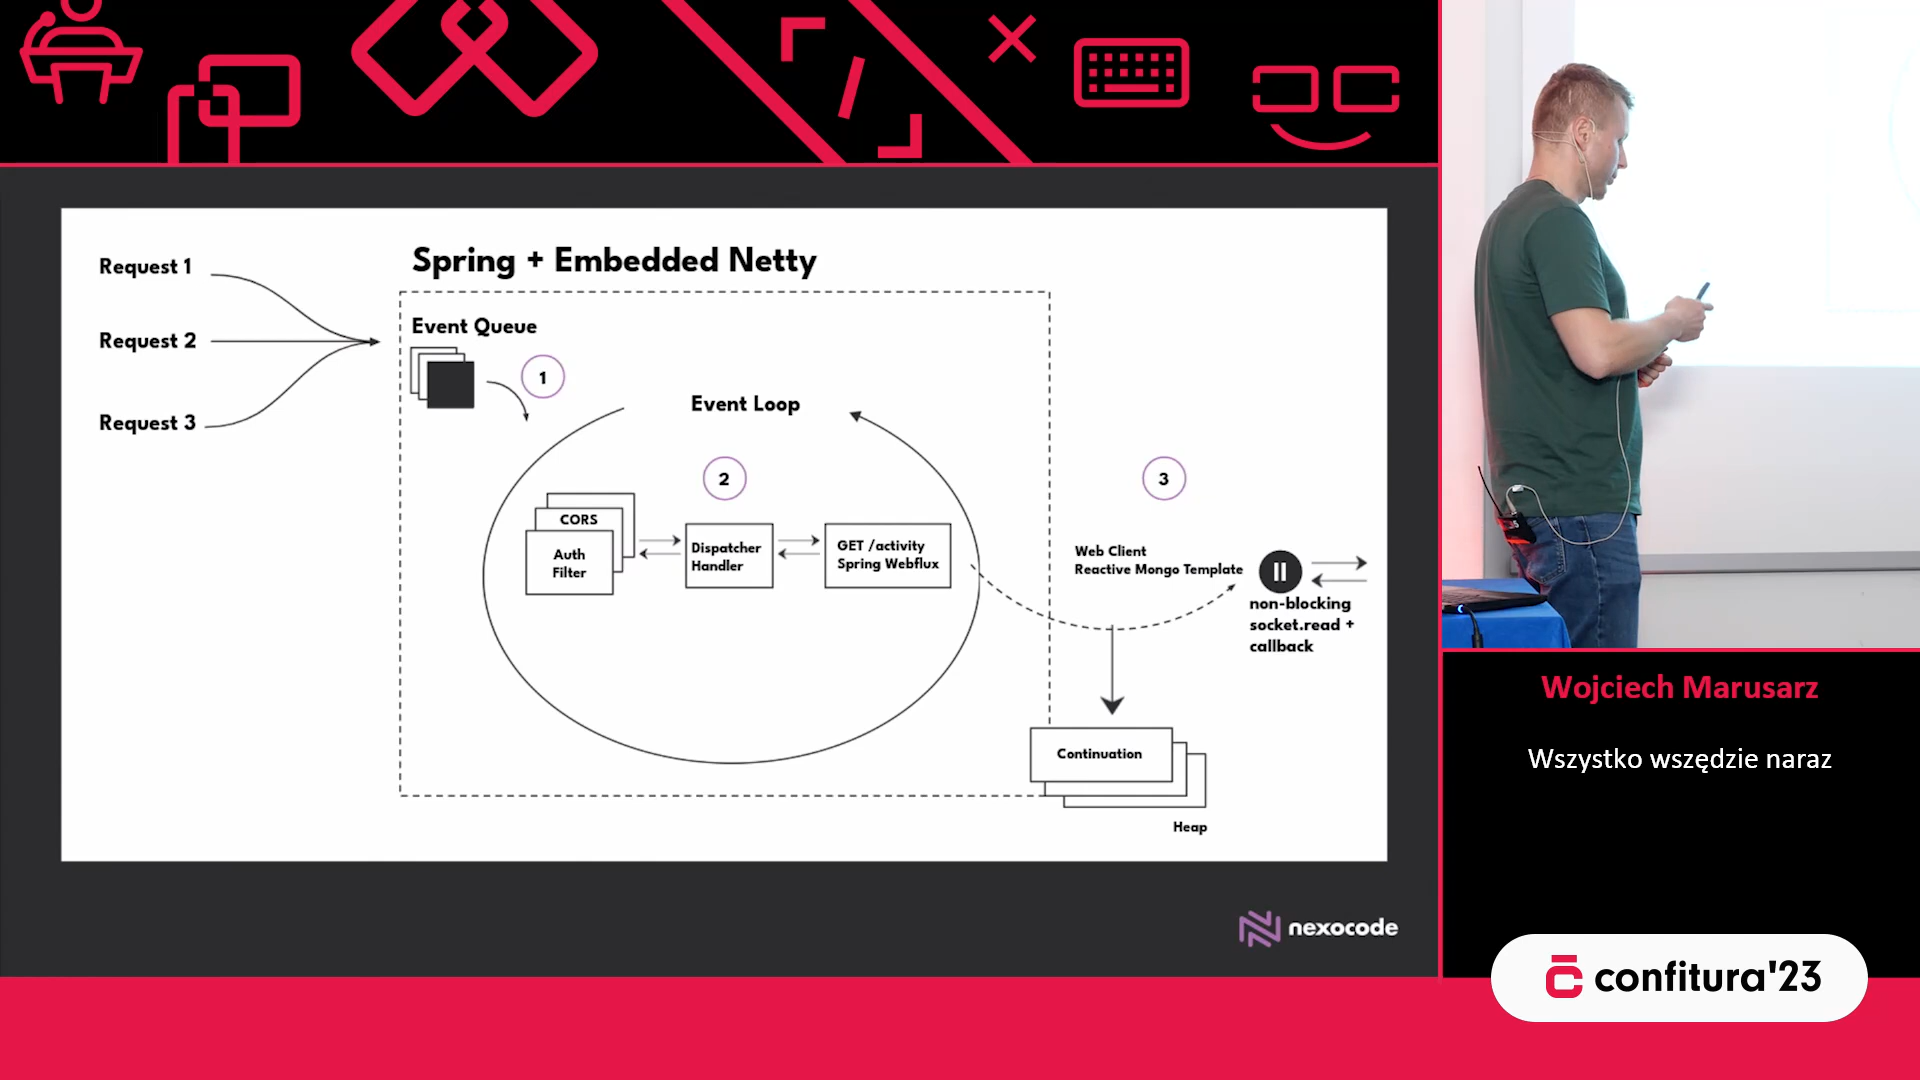 Spring + Embedded Netty
Request 1
Request 2
Request 3
Event Queue
1
Event Loop
2
CORS
Auth
Filter
Dispatcher
Handler
GET /activity
Spring Webflux
3
Web Client
Reactive Mongo Template
non-blocking
socket.read +
callback
Continuation
Heap
nexocode
Wojciech Marusarz
Wszystko wszędzie naraz
confitura'23